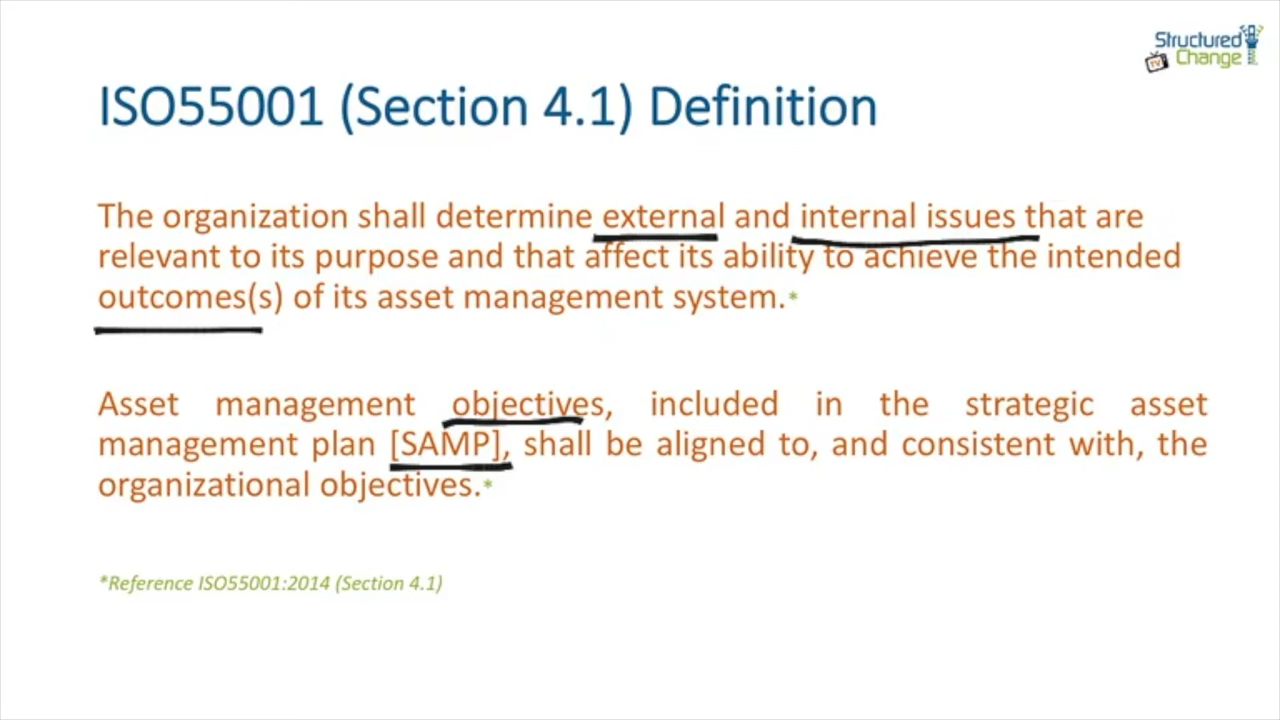 Structured
TV Change
ISO55001 (Section 4.1) Definition
The organization shall determine external and internal issues that are
relevant to its purpose and that affect its ability to achieve the intended
outcomes(s) of its asset management system.*
Asset management objectives, included in the strategic asset
management plan [SAMP], shall be aligned to, and consistent with, the
organizational objectives.*
*Reference ISO55001:2014 (Section 4.1)